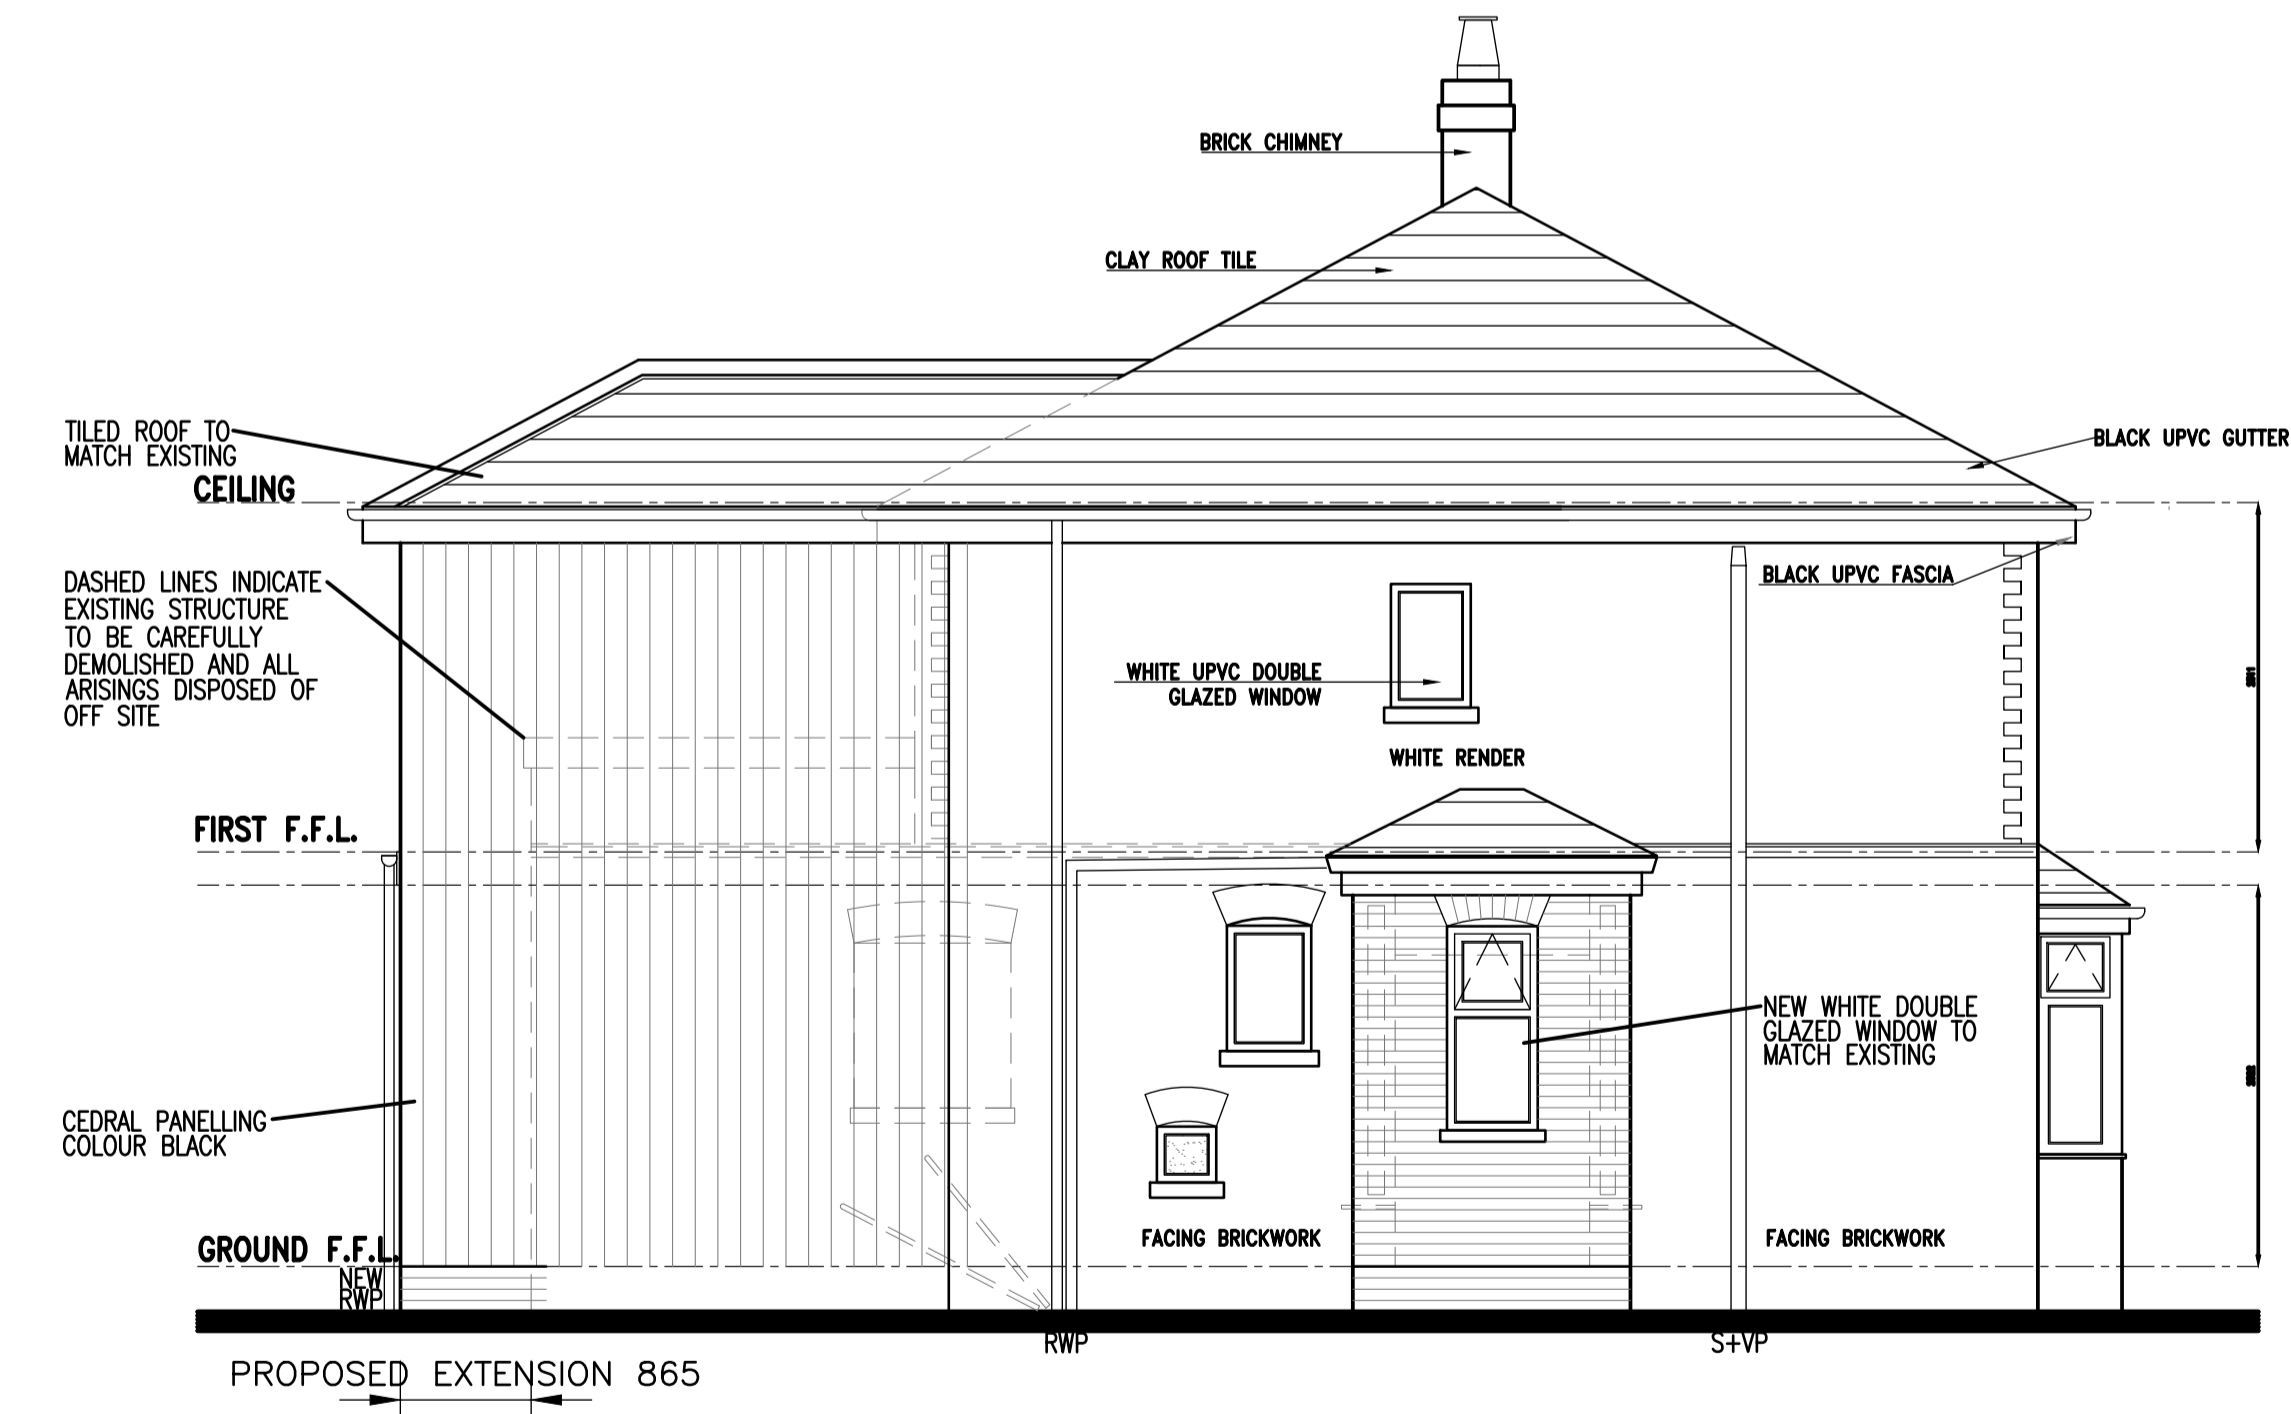 BRICK CHIMNEY
CLAY ROOF TILE
TILED ROOF TO
MATCH EXISTING
BLACK UPVC GUTTER
CEILING
DASHED LINES INDICATE
EXISTING STRUCTURE
TO BE CAREFULLY
DEMOLISHED AND ALL
ARISINGS DISPOSED OF
OFF SITE
BLACK UPVC FASCIA
WHITE UPVC DOUBLE
GLAZED WINDOW
WHITE RENDER
FIRST F.F.L.
NEW WHITE DOUBLE
GLAZED WINDOW TO
MATCH EXISTING
CEDRAL PANELLING
COLOUR BLACK
FACING BRICKWORK
FACING BRICKWORK
GROUND F.F.L.
NEW
RWP
RWP
S+VP
PROPOSED EXTENSION 865